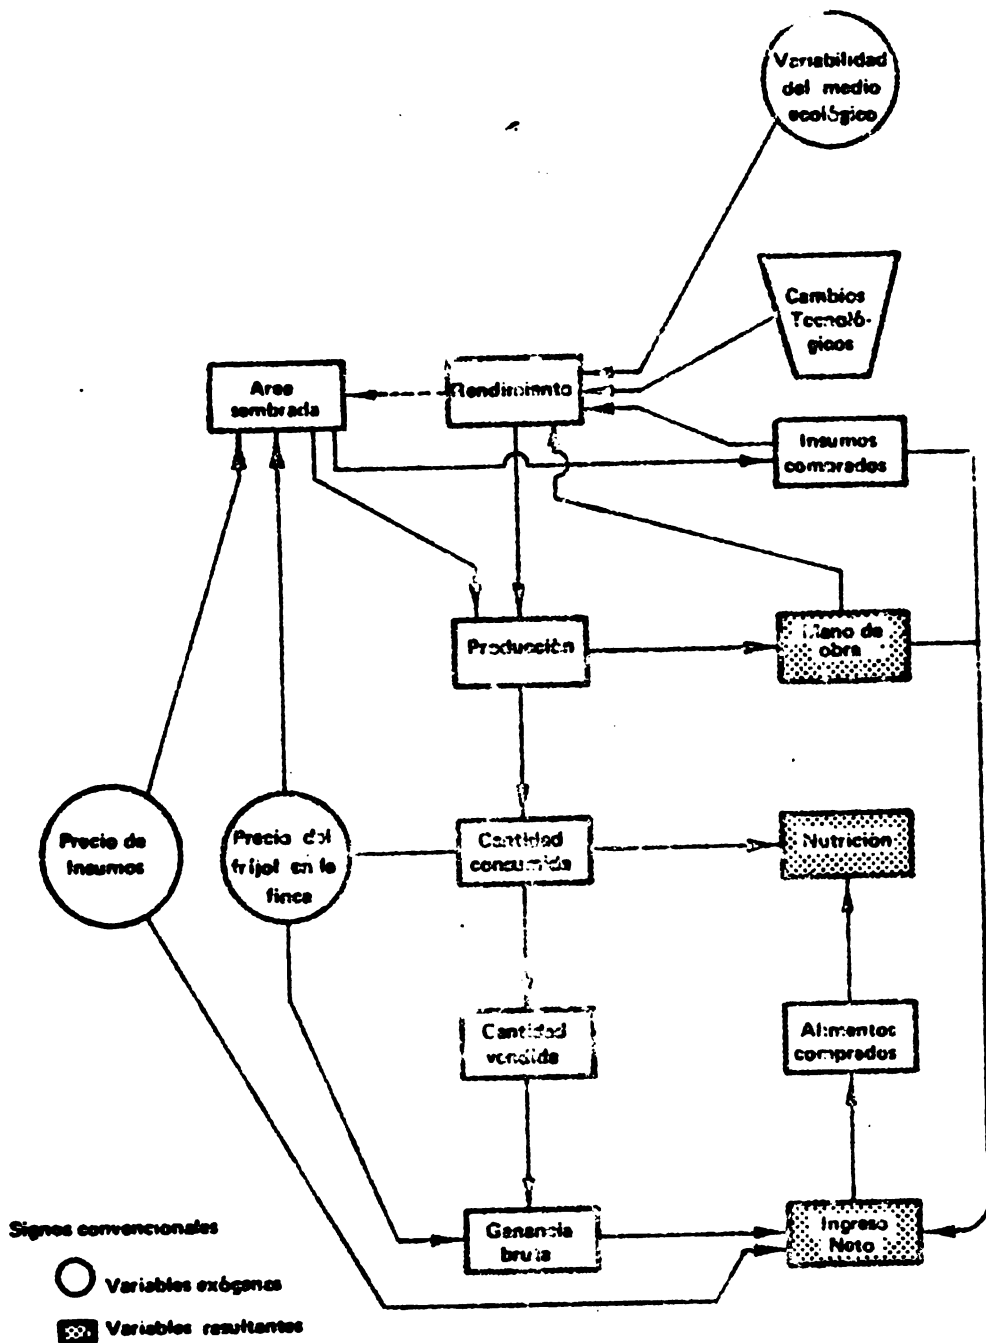 Variabilidad
del medio
ecológico
Cambios
Tecnoló-
gicos
Area
sembrada
Rendimiento
Insumos
comprados
Producción
Mano de
obra
Precio de
Insumos
Precio del
fríjol en la
finca
Cantidad
consumida
Nutrición
Cantidad
vendida
Alimentos
comprados
Ganancia
bruta
Ingreso
Neto
Signos convencionales
Variables exógenas
Variables resultantes